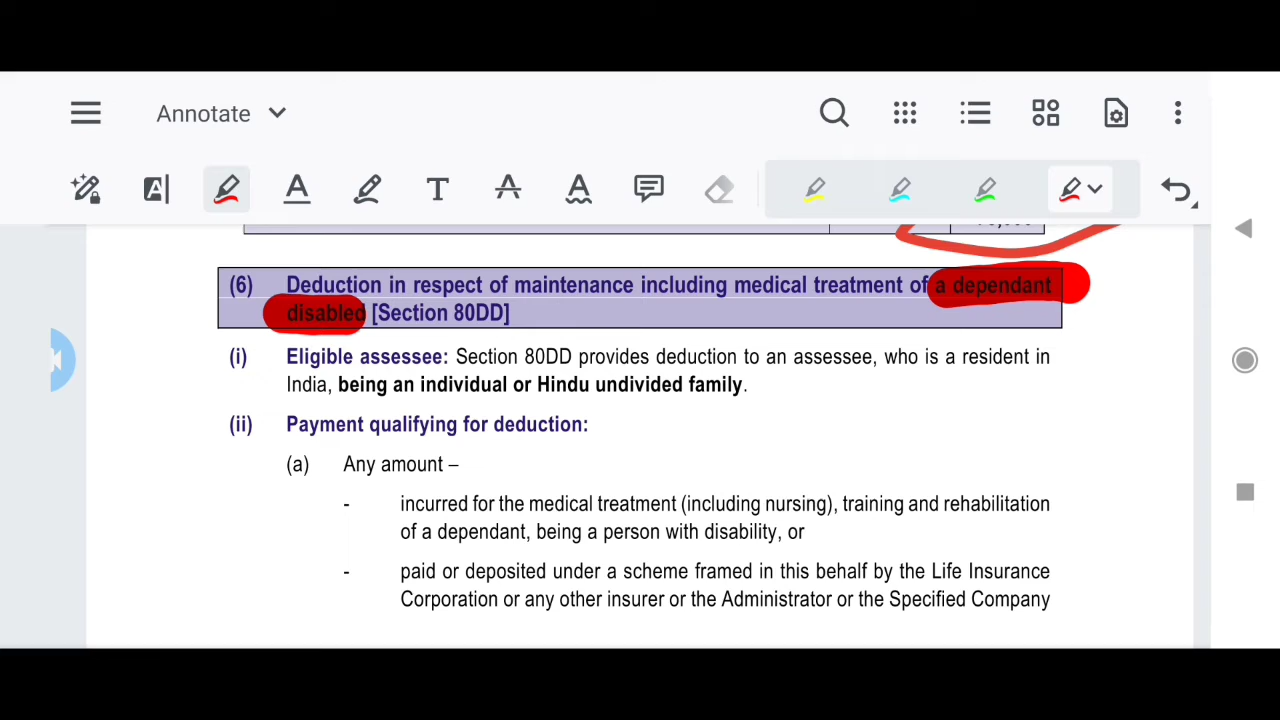 Annotate
(6) Deduction in respect of maintenance including medical treatment of a dependant
disabled [Section 80DD]
(i) Eligible assessee: Section 80DD provides deduction to an assessee, who is a resident in
India, being an individual or Hindu undivided family.
(ii) Payment qualifying for deduction:
(a) Any amount –
- incurred for the medical treatment (including nursing), training and rehabilitation
of a dependant, being a person with disability, or
- paid or deposited under a scheme framed in this behalf by the Life Insurance
Corporation or any other insurer or the Administrator or the Specified Company